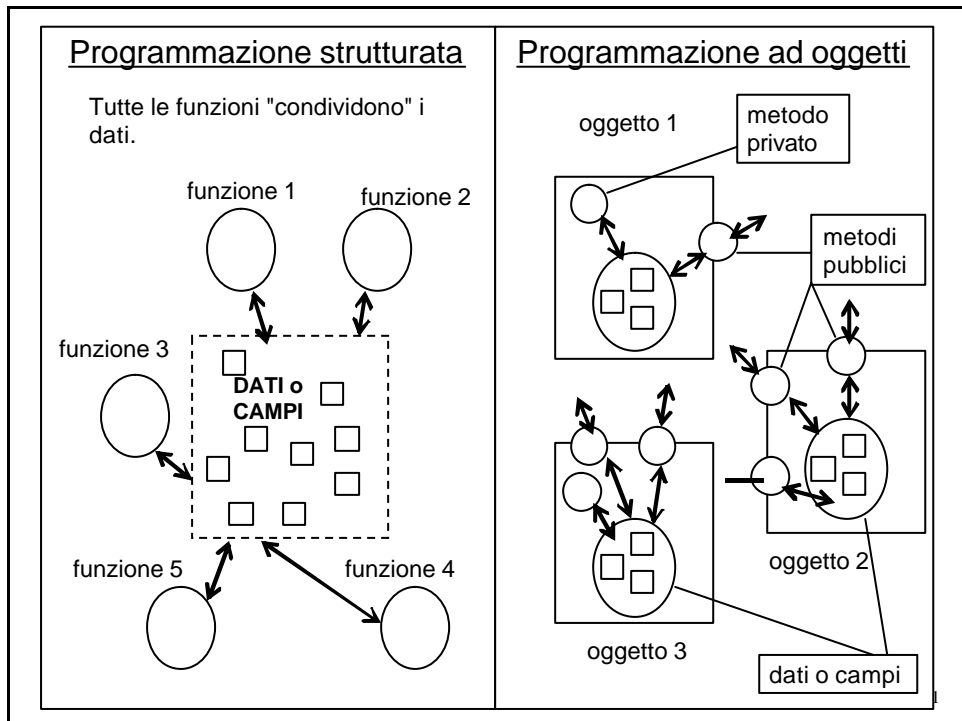 Programmazione strutturata
Tutte le funzioni "condividono" i
dati.
funzione 1
funzione 2
funzione 3
DATI o
CAMPI
funzione 5
funzione 4
Programmazione ad oggetti
oggetto 1
metodo
privato
metodi
pubblici
oggetto 2
oggetto 3
dati o campi
1